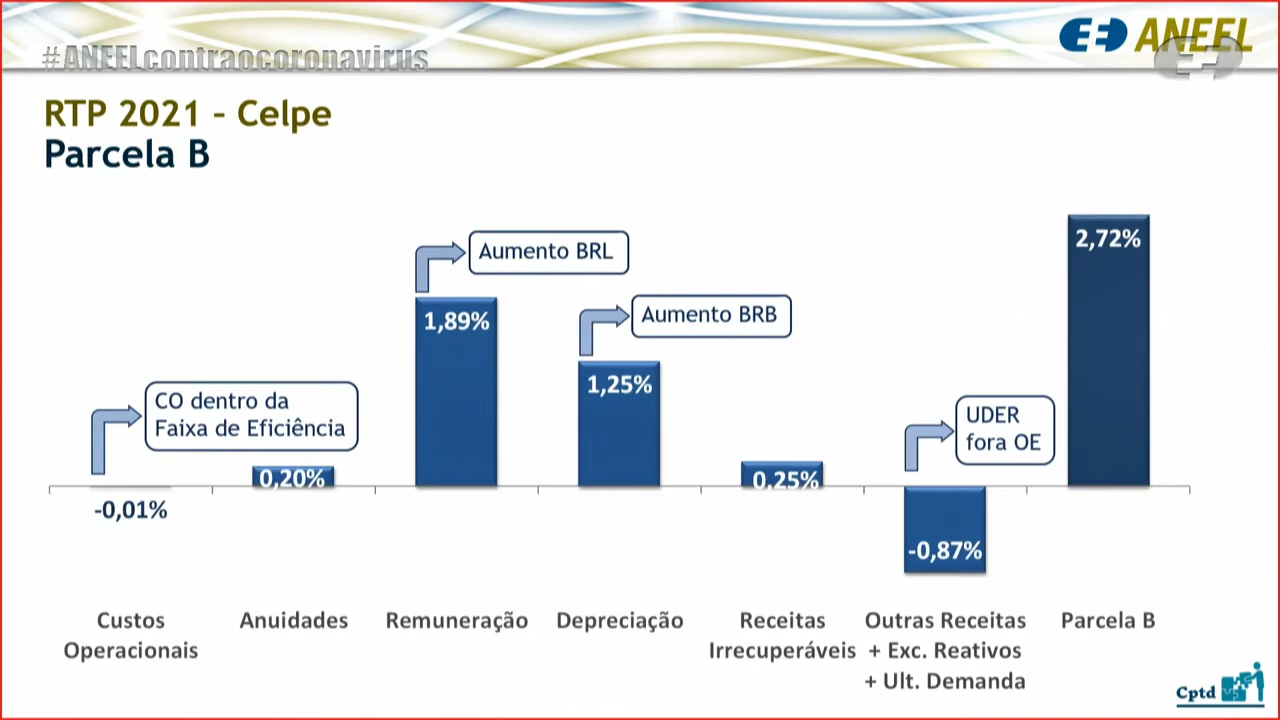 #ANEELcontraocoronavirus
ANEEL
RTP 2021 – Celpe
Parcela B
2,72%
Aumento BRL
1,89%
Aumento BRB
1,25%
CO dentro da
Faixa de Eficiência
UDER
fora OE
0,20%
0,25%
-0,01%
-0,87%
Custos
Operacionais
Anuidades
Remuneração
Depreciação
Receitas
Irrecuperáveis
Outras Receitas
+ Exc. Reativos
+ Ult. Demanda
Parcela B
Cptd